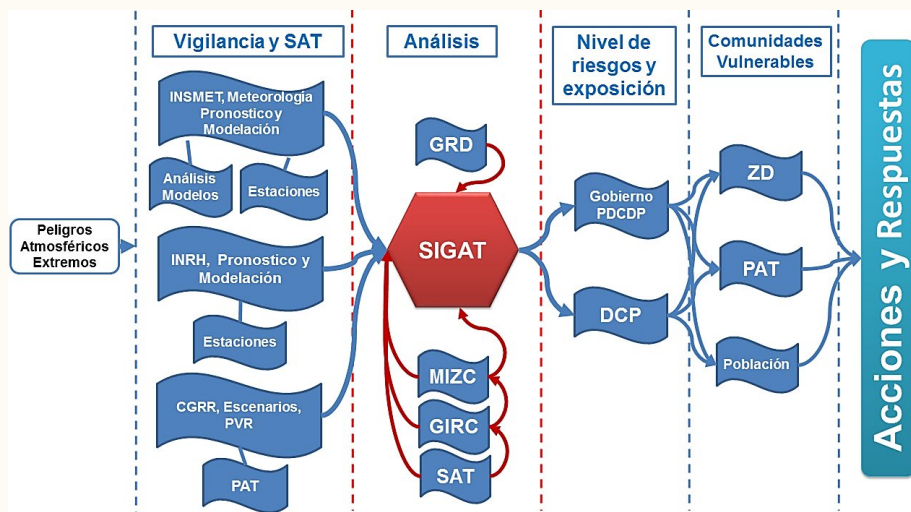 Vigilancia y SAT
Análisis
Nivel de
riesgos y
exposición
Comunidades
Vulnerables
Peligros
Atmosféricos
Extremos
INSMET, Meteorología
Pronostico y
Modelación
Análisis
Modelos
Estaciones
INRH, Pronostico y
Modelación
Estaciones
CGRR, Escenarios,
PVR
PAT
GRD
SIGAT
MIZC
GIRC
SAT
Gobierno
PDCDP
DCP
ZD
PAT
Población
Acciones y Respuestas